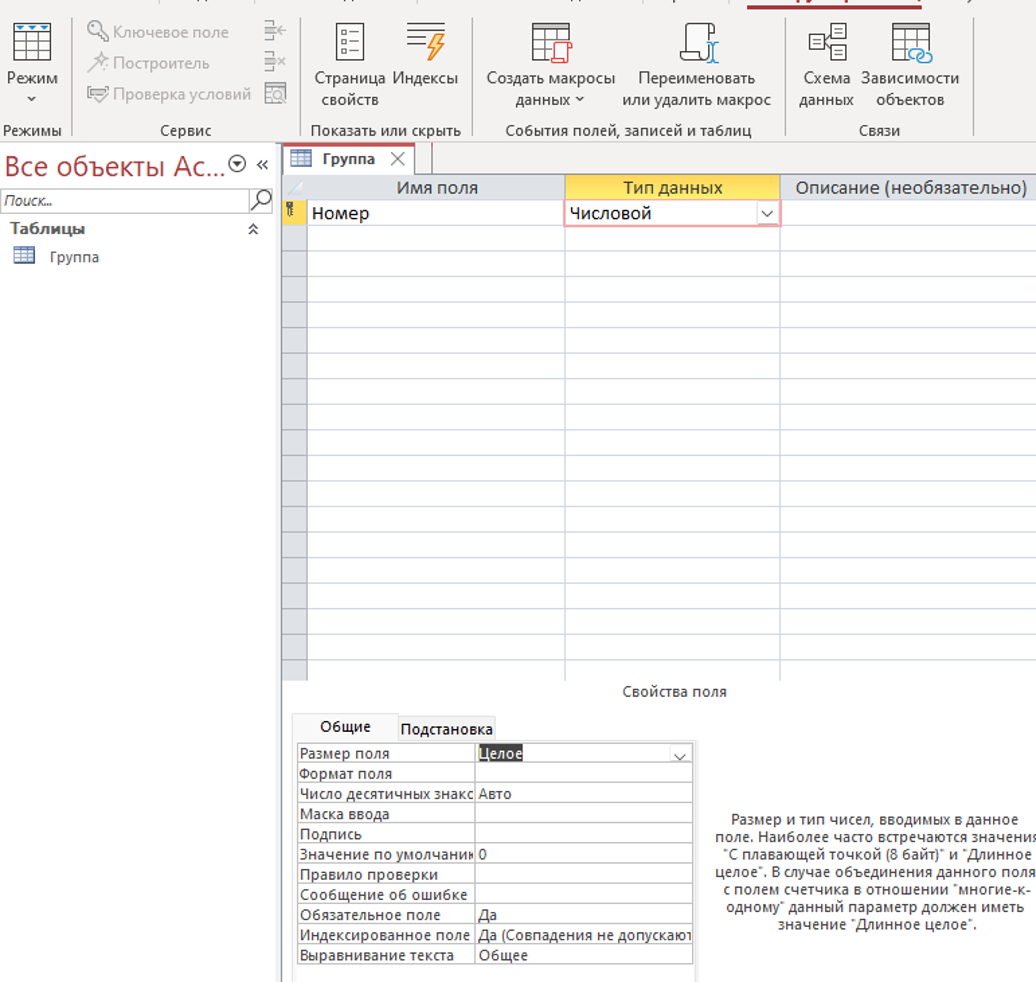 Режим
Ключевое поле
Построитель
Проверка условий
Страница свойств
Индексы
Создать макросы данных
Переименовать или удалить макрос
Схема данных
Зависимости объектов
Режимы
Сервис
Показать или скрыть
События полей, записей и таблиц
Связи
Все объекты Ac...
Поиск...
Таблицы
Группа
Группа
Имя поля
Тип данных
Описание (необязательно)
Номер
Числовой
Свойства поля
Общие
Подстановка
Размер поля Целое
Формат поля
Число десятичных знакс Авто
Маска ввода
Подпись
Значение по умолчаник 0
Правило проверки
Сообщение об ошибке
Обязательное поле Да
Индексированное поле Да (Совпадения не допускают
Выравнивание текста Общее
Размер и тип чисел, вводимых в данное
поле. Наиболее часто встречаются значения
"С плавающей точкой (8 байт)" и "Длинное
целое". В случае объединения данного поля
с полем счетчика в отношении "многие-к-
одному" данный параметр должен иметь
значение "Длинное целое".